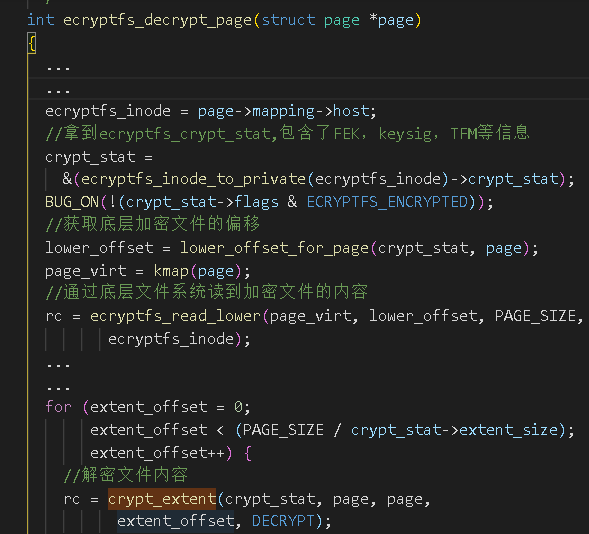 int ecryptfs_decrypt_page(struct page *page)
{
...
...
ecryptfs_inode = page->mapping->host;
//拿到ecryptfs_crypt_stat,包含了FEK，keysig，TFM等信息
crypt_stat =
&(ecryptfs_inode_to_private(ecryptfs_inode)->crypt_stat);
BUG_ON(!(crypt_stat->flags & ECRYPTFS_ENCRYPTED));
//获取底层加密文件的偏移
lower_offset = lower_offset_for_page(crypt_stat, page);
page_virt = kmap(page);
//通过底层文件系统读到加密文件的内容
rc = ecryptfs_read_lower(page_virt, lower_offset, PAGE_SIZE,
ecryptfs_inode);
...
...
for (extent_offset = 0;
extent_offset < (PAGE_SIZE / crypt_stat->extent_size);
extent_offset++) {
//解密文件内容
rc = crypt_extent(crypt_stat, page, page,
extent_offset, DECRYPT);